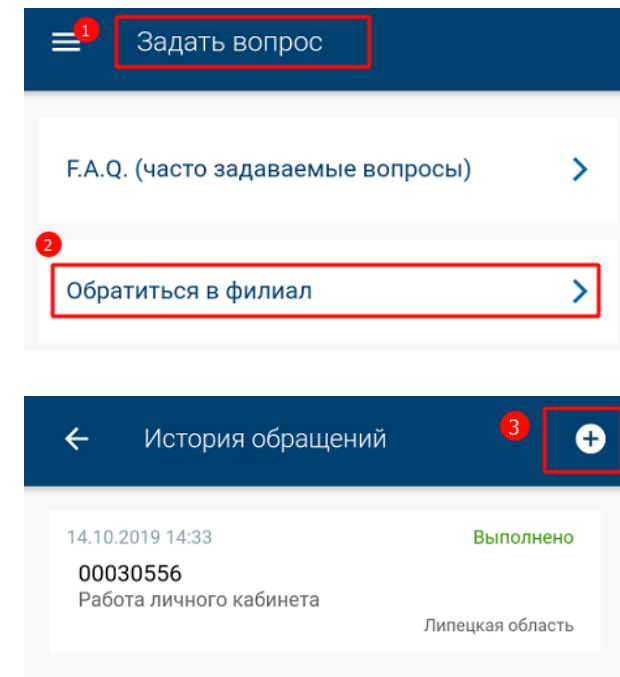 1 Задать вопрос
F.A.Q. (часто задаваемые вопросы)
2
Обратиться в филиал
История обращений 3
14.10.2019 14:33 Выполнено
00030556
Работа личного кабинета
Липецкая область